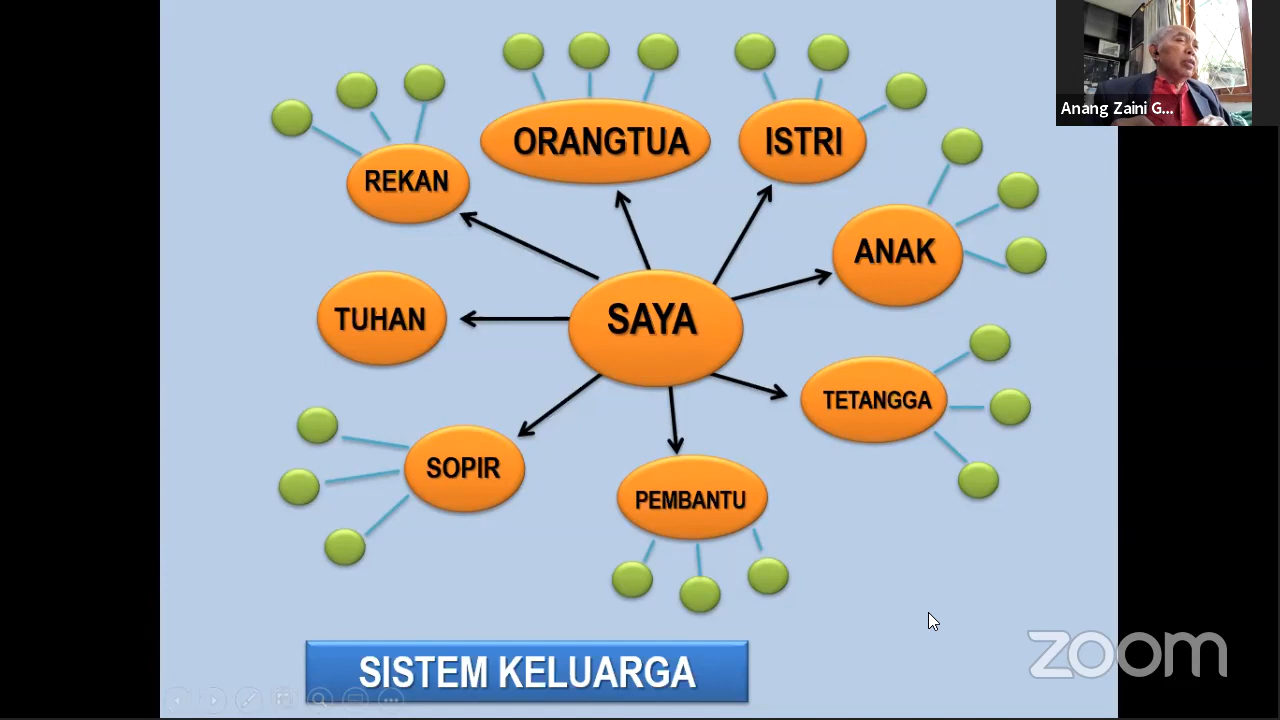 Anang Zaini G...
ORANGTUA
ISTRI
REKAN
ANAK
SAYA
TUHAN
TETANGGA
SOPIR
PEMBANTU
SISTEM KELUARGA
zoom